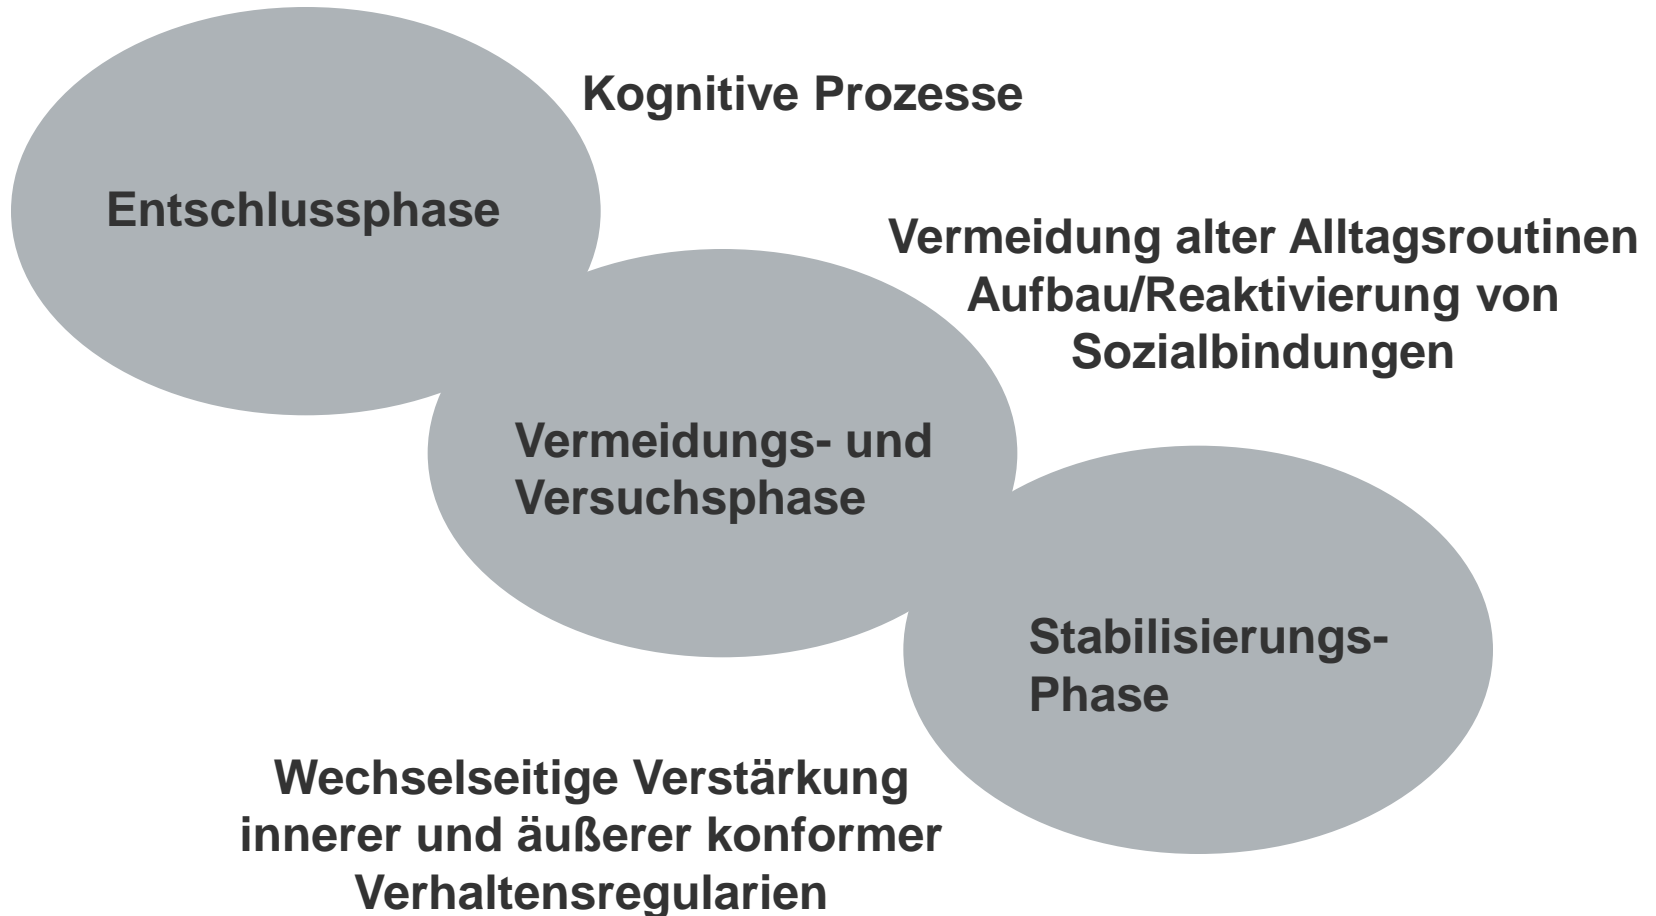 Kognitive Prozesse
Entschlussphase
Vermeidung alter Alltagsroutinen
Aufbau/Reaktivierung von
Sozialbindungen
Vermeidungs- und
Versuchsphase
Stabilisierungs-
Phase
Wechselseitige Verstärkung
innerer und äußerer konformer
Verhaltensregularien